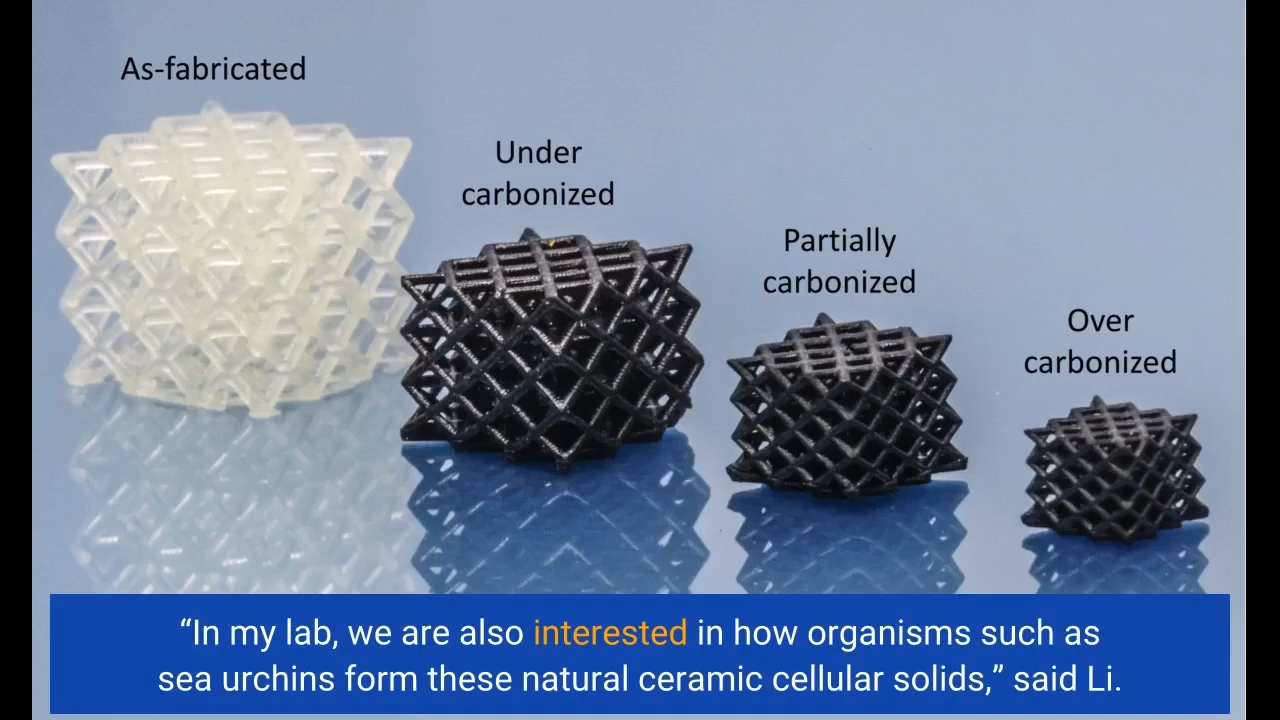 As-fabricated
Under
carbonized
Partially
carbonized
Over
carbonized
“In my lab, we are also interested in how organisms such as
sea urchins form these natural ceramic cellular solids,” said Li.